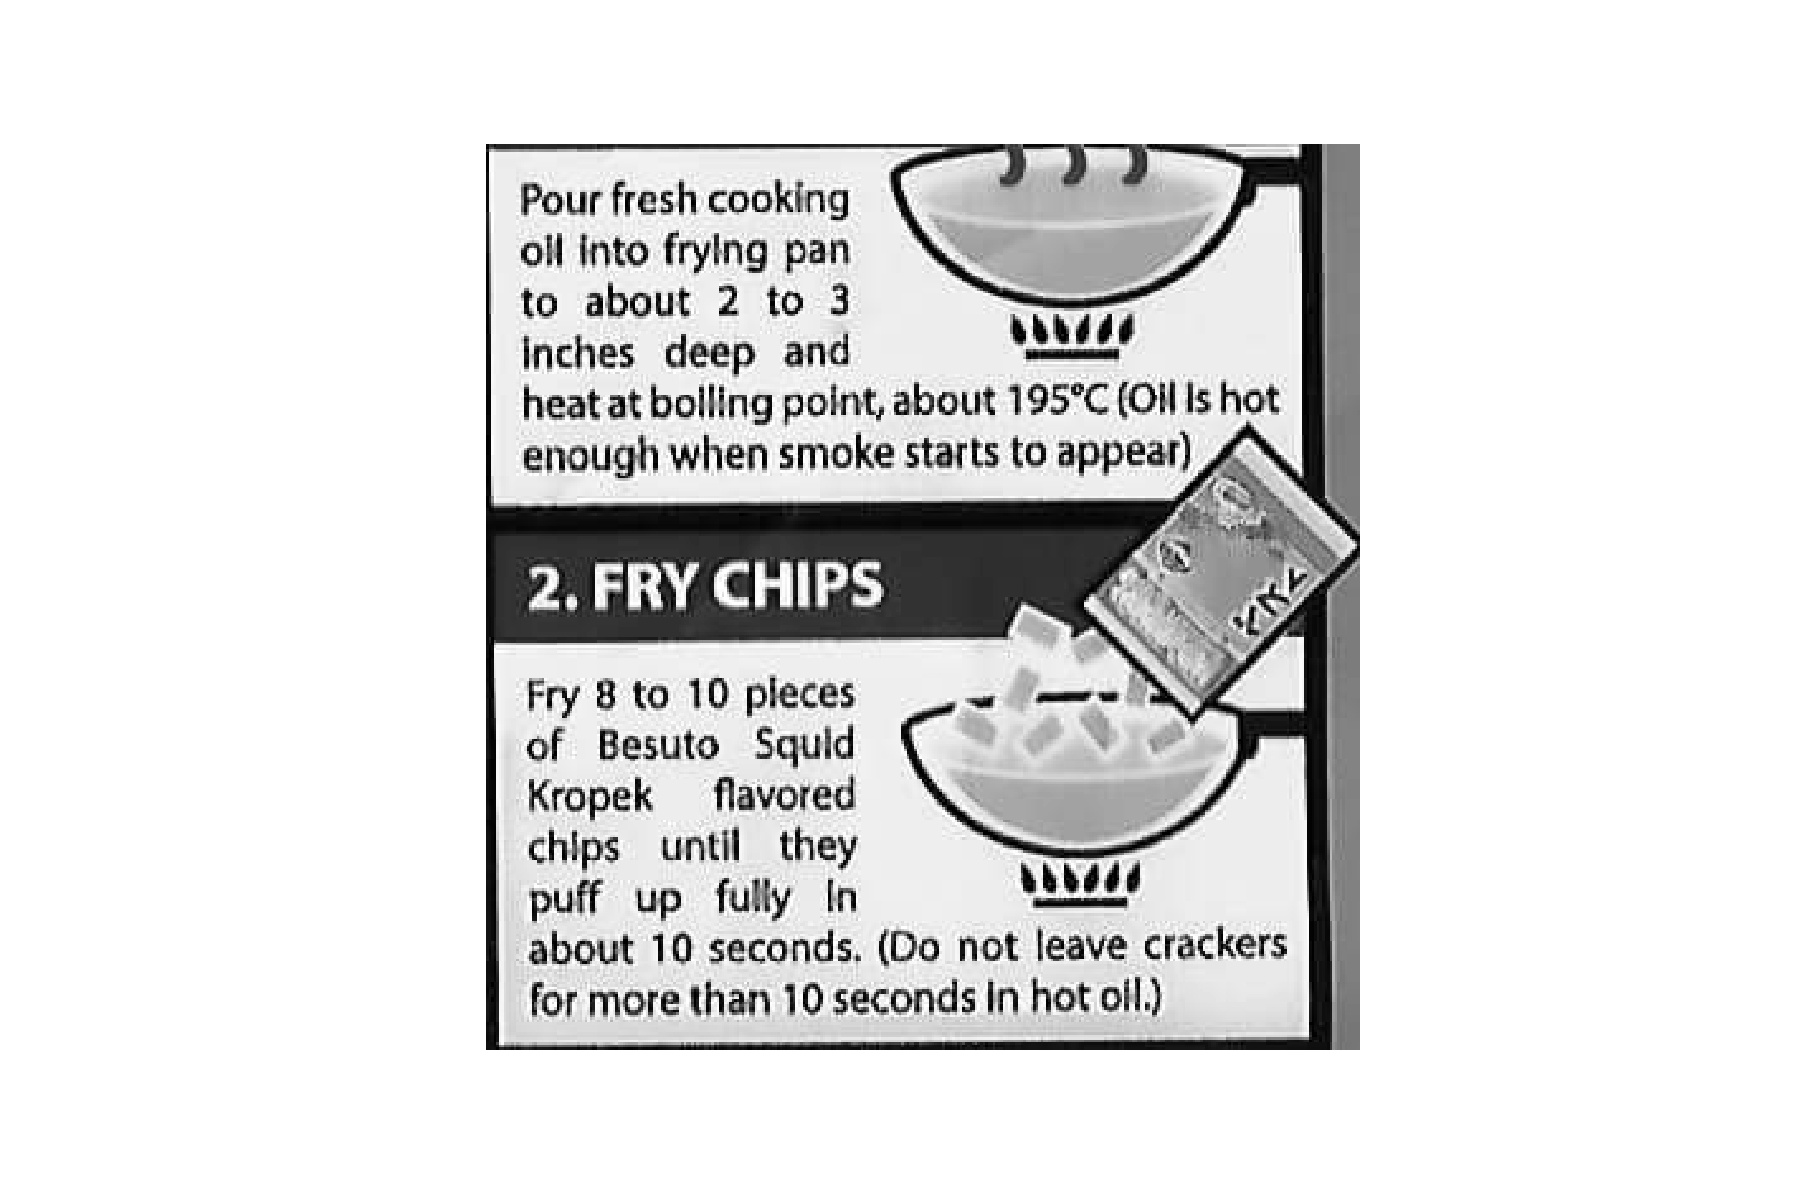 Pour fresh cooking
oil into frying pan
to about 2 to 3
inches deep and
heat at boiling point, about 195°C (Oil is hot
enough when smoke starts to appear)
2. FRY CHIPS
Fry 8 to 10 pieces
of Besuto Squid
Kropek flavored
chips until they
puff up fully in
about 10 seconds. (Do not leave crackers
for more than 10 seconds in hot oil.)